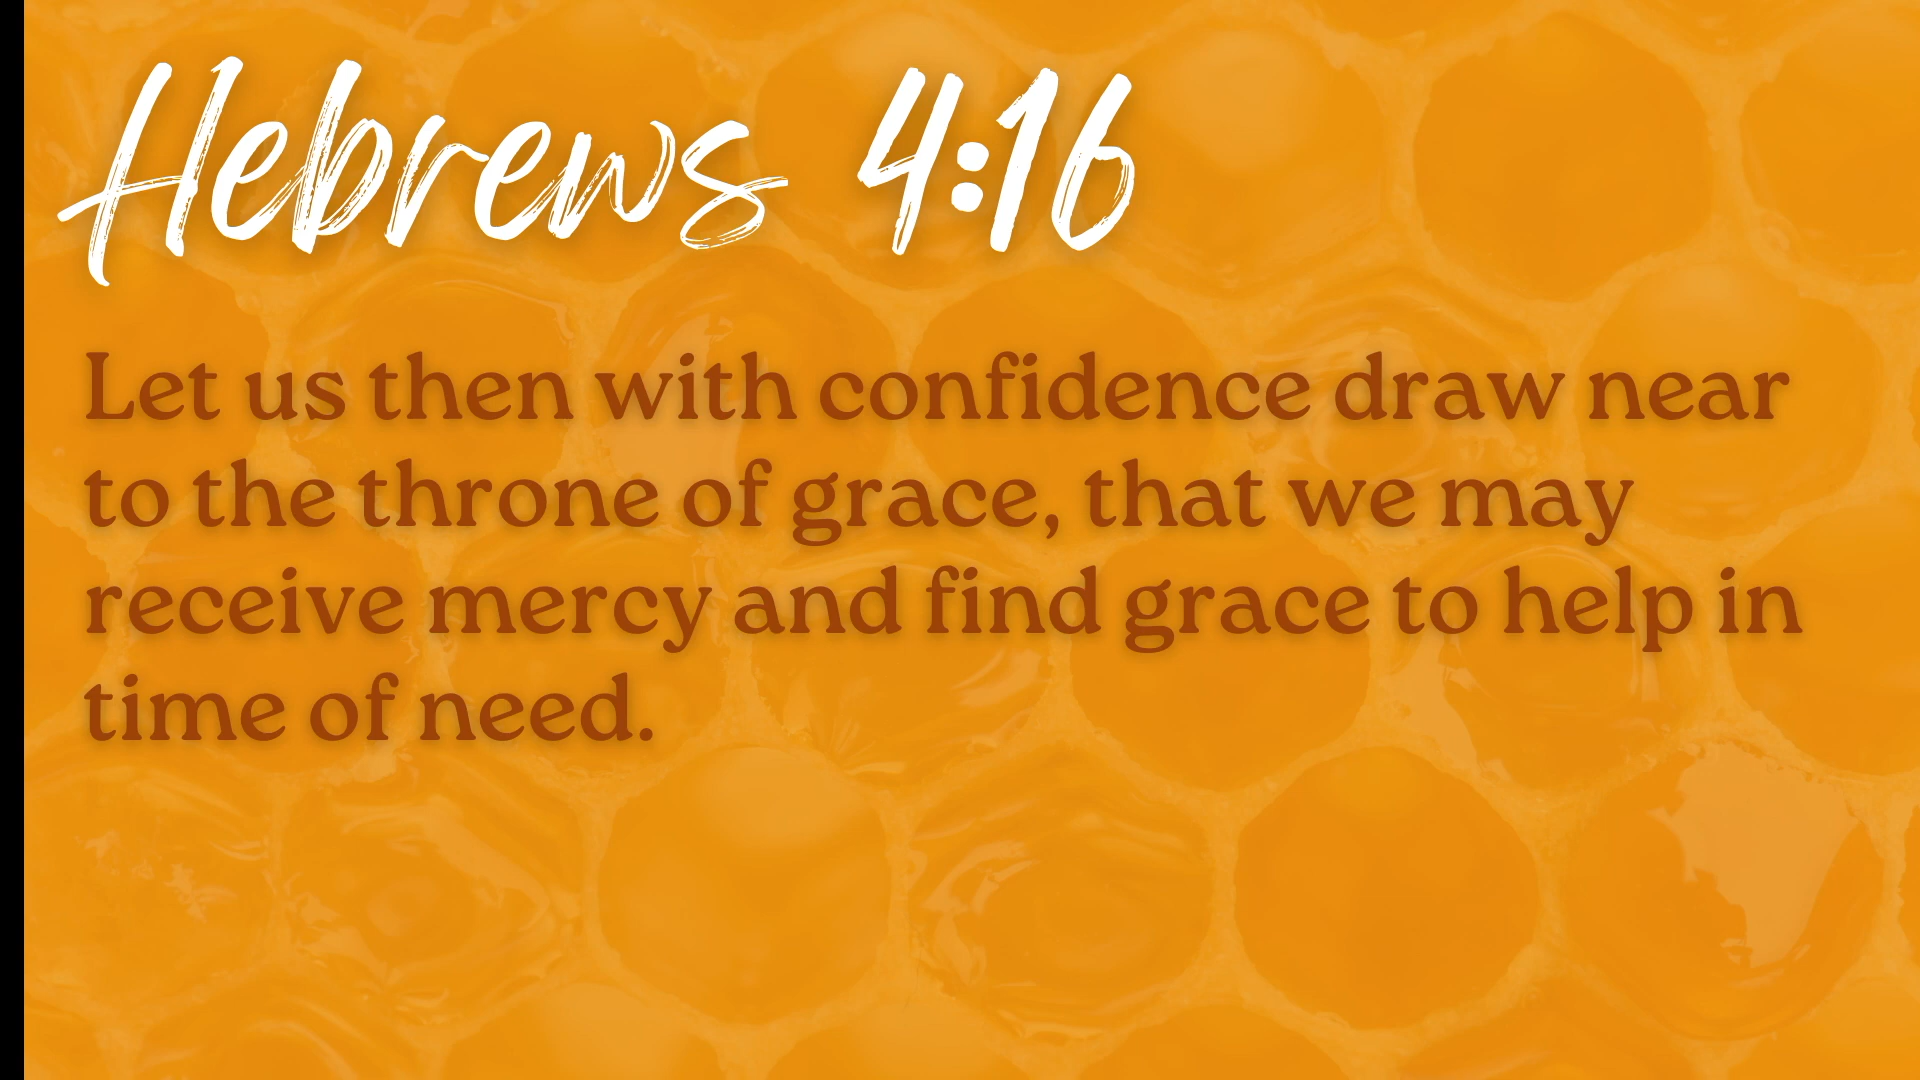 Hebrews 4:16
Let us then with confidence draw near
to the throne of grace, that we may
receive mercy and find grace to help in
time of need.